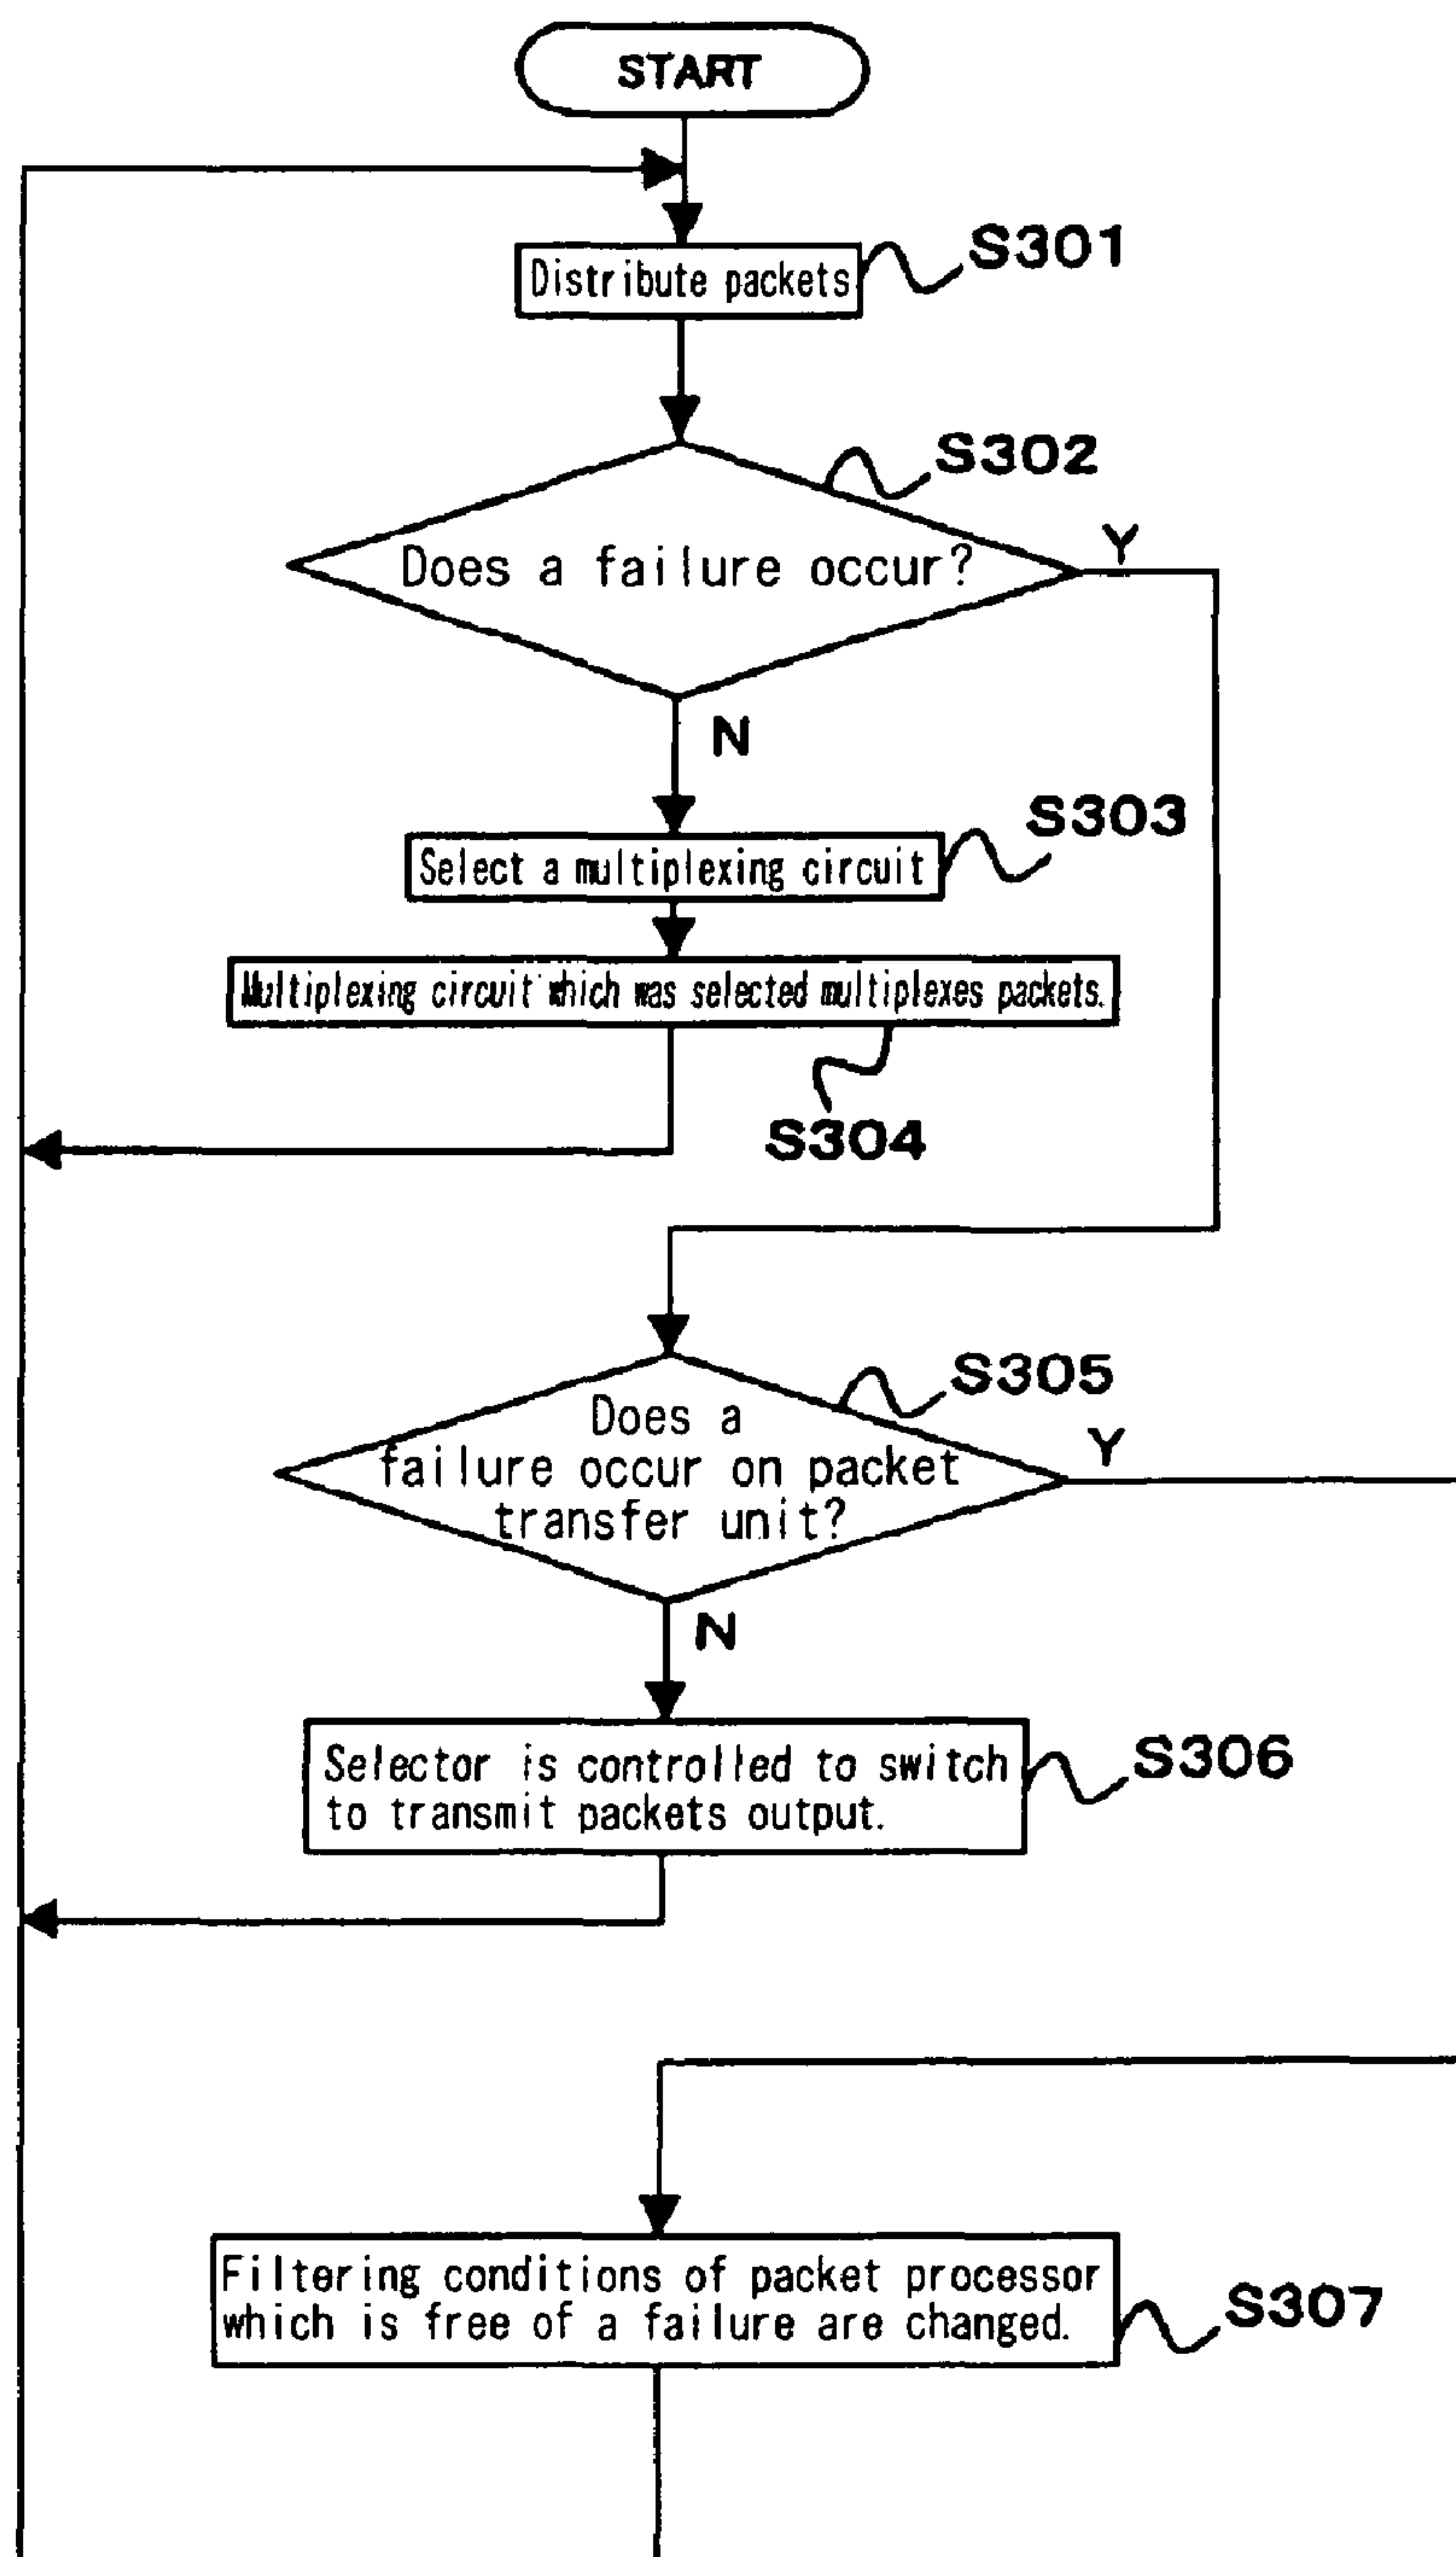 START
S301
Distribute packets
S302
Does a failure occur?
Y
N
S303
Select a multiplexing circuit
Multiplexing circuit which was selected multiplexes packets.
S304
S305
Does a
failure occur on packet
transfer unit?
Y
N
Selector is controlled to switch
to transmit packets output.
S306
Filtering conditions of packet processor
which is free of a failure are changed.
S307